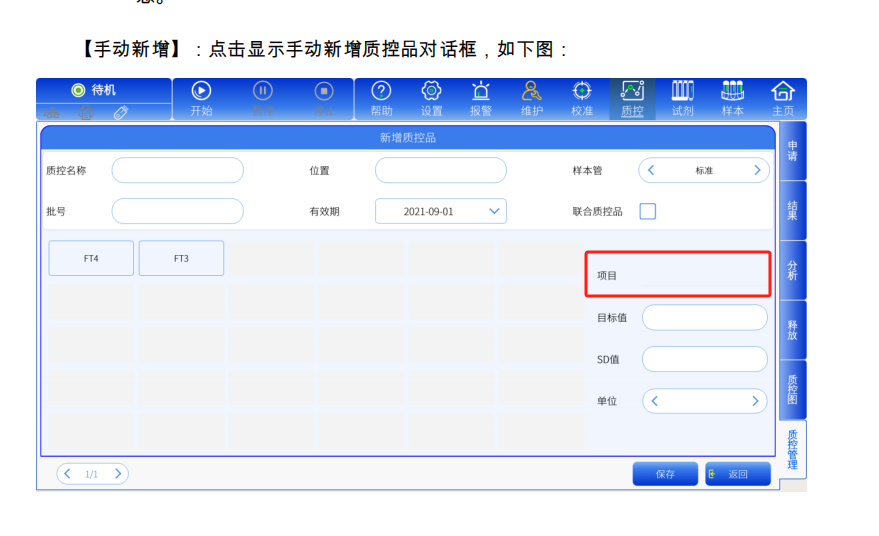 【手动新增】：点击显示手动新增质控品对话框，如下图：
待机
开始
帮助 设置 报警 维护 校准 质控 试剂 样本 主页
新增质控品
质控名称 位置 样本管 标准
批号 有效期 2021-09-01 联合质控品
FT4 FT3
项目
目标值
SD值
单位
1/1
保存 返回
申请
结果
分析
释放
质控图
质控管理